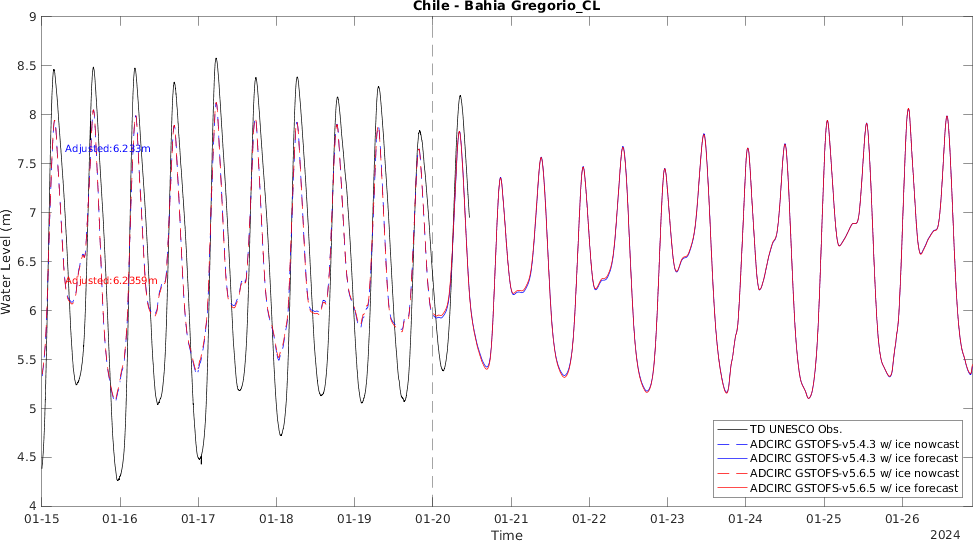 Chile - Bahia Gregorio_CL
9
8.5
8
7.5
7
6.5
6
5.5
5
4.5
4
Water Level (m)
Adjusted:6.233m
Adjusted:6.2359m
TD UNESCO Obs.
ADCIRC GSTOFS-v5.4.3 w/ ice nowcast
ADCIRC GSTOFS-v5.4.3 w/ ice forecast
ADCIRC GSTOFS-v5.6.5 w/ ice nowcast
ADCIRC GSTOFS-v5.6.5 w/ ice forecast
01-15 01-16 01-17 01-18 01-19 01-20 01-21 01-22 01-23 01-24 01-25 01-26
Time
2024